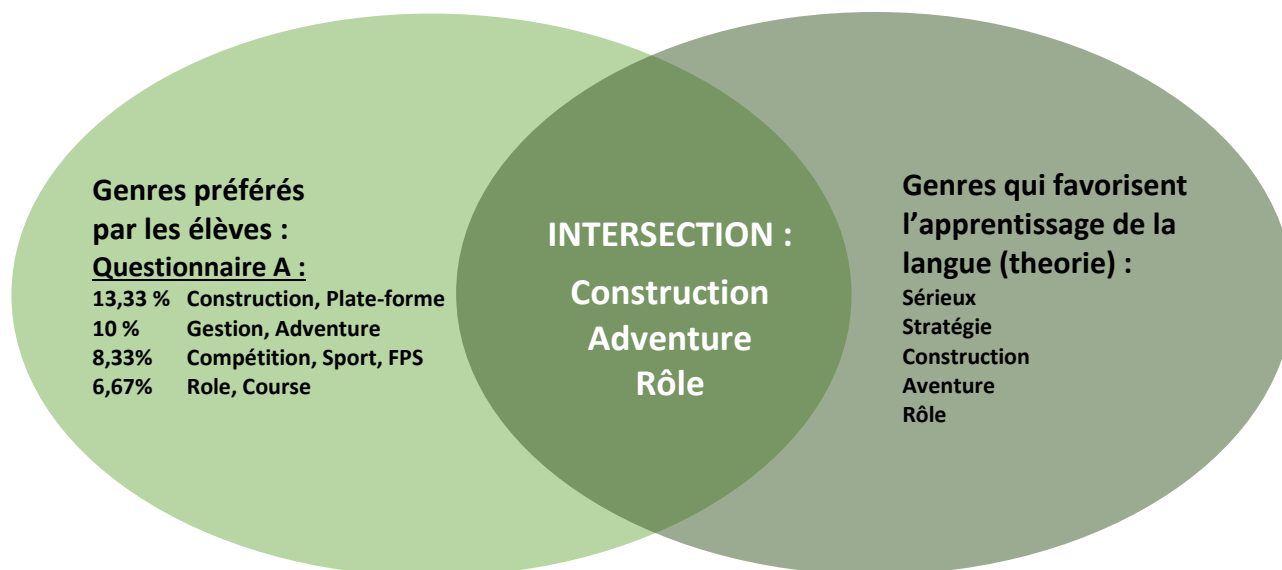 Genres préférés
par les élèves :
Questionnaire A :
13,33 % Construction, Plate-forme
10 % Gestion, Adventure
8,33% Compétition, Sport, FPS
6,67% Role, Course
INTERSECTION :
Construction
Adventure
Rôle
Genres qui favorisent
l’apprentissage de la
langue (theorie) :
Sérieux
Stratégie
Construction
Aventure
Rôle